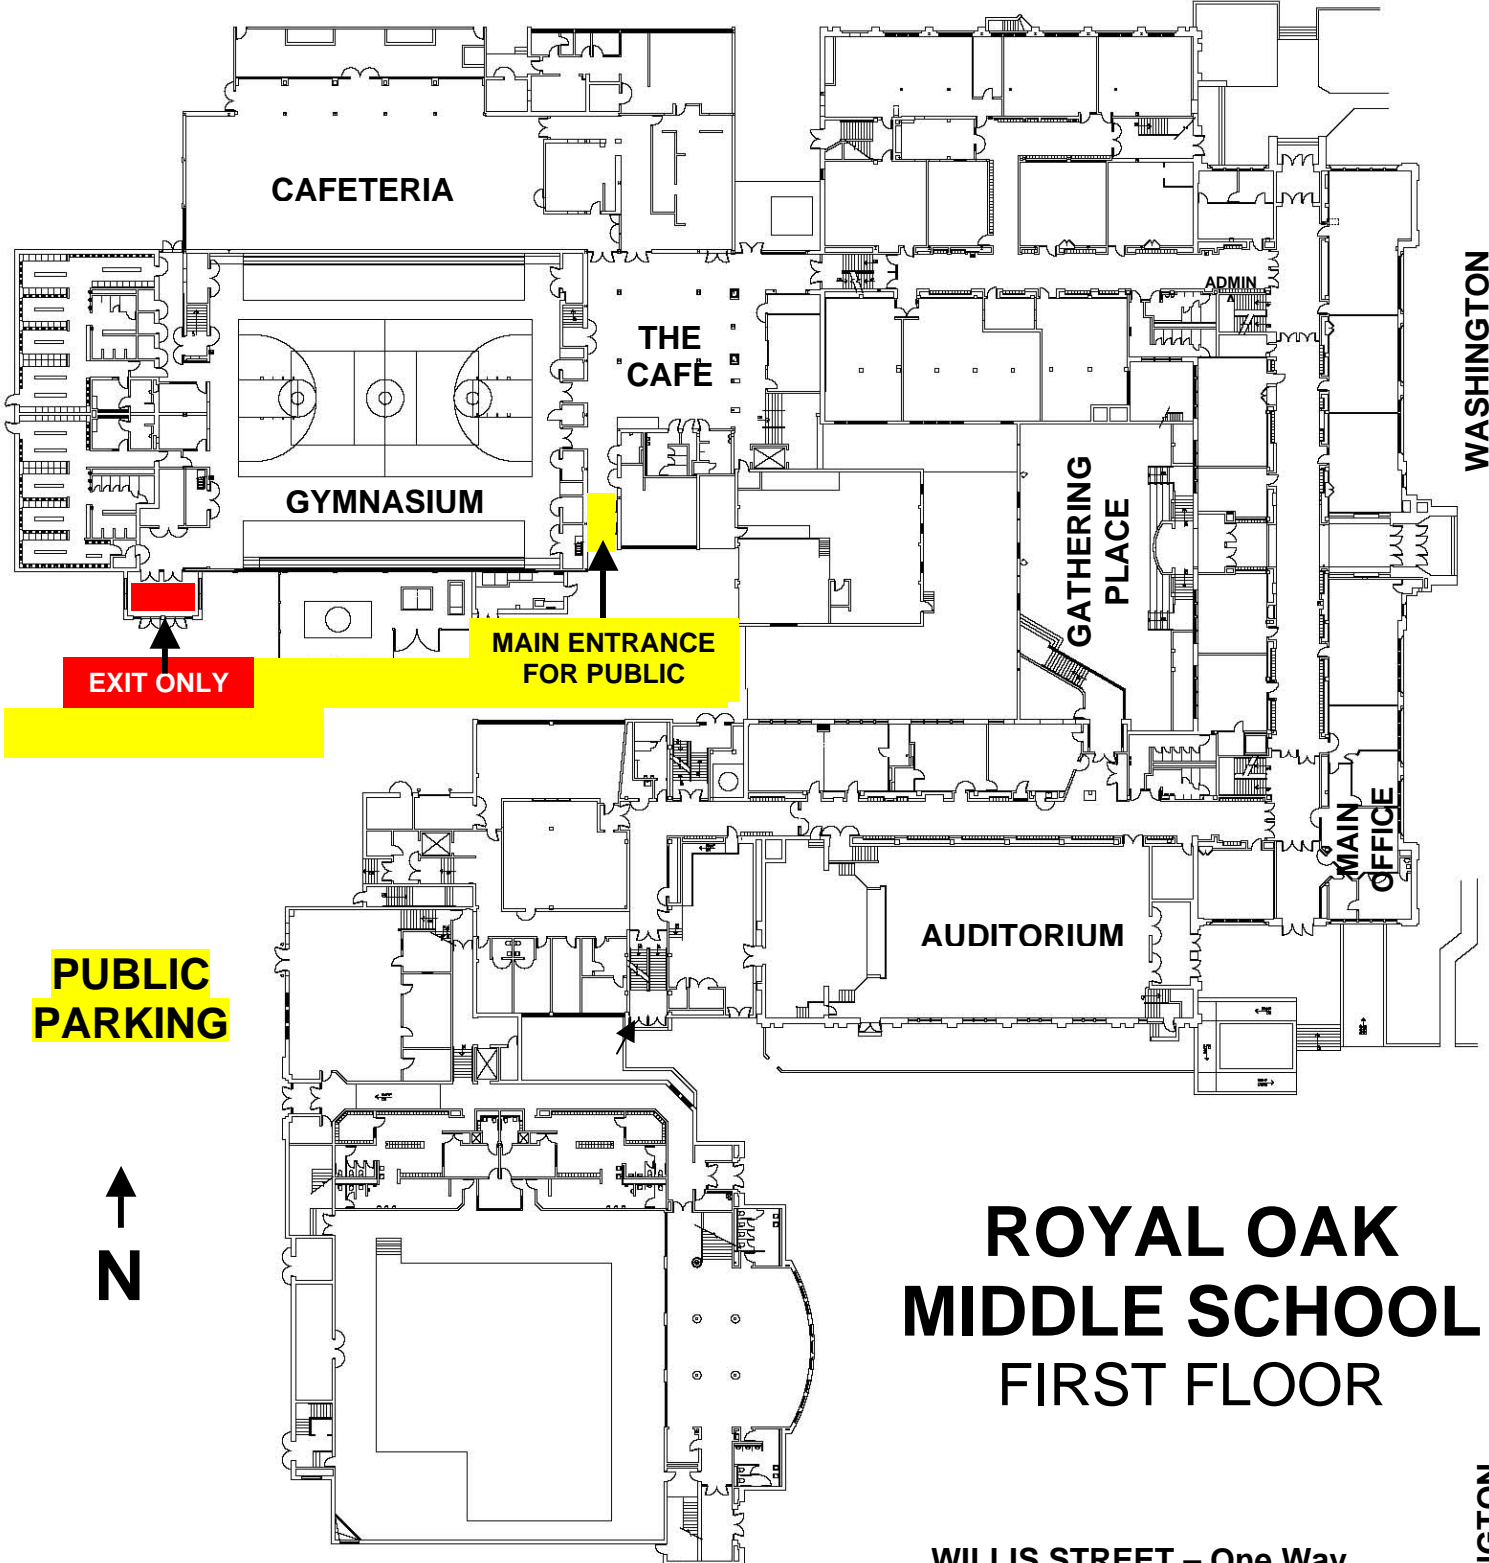 CAFETERIA
ADMIN
WASHINGTON
THE
CAFE
GYMNASIUM
GATHERING
PLACE
MAIN ENTRANCE
FOR PUBLIC
EXIT ONLY
MAIN
OFFICE
AUDITORIUM
PUBLIC
PARKING
N
ROYAL OAK
MIDDLE SCHOOL
FIRST FLOOR
WILLIS STREET – One Way